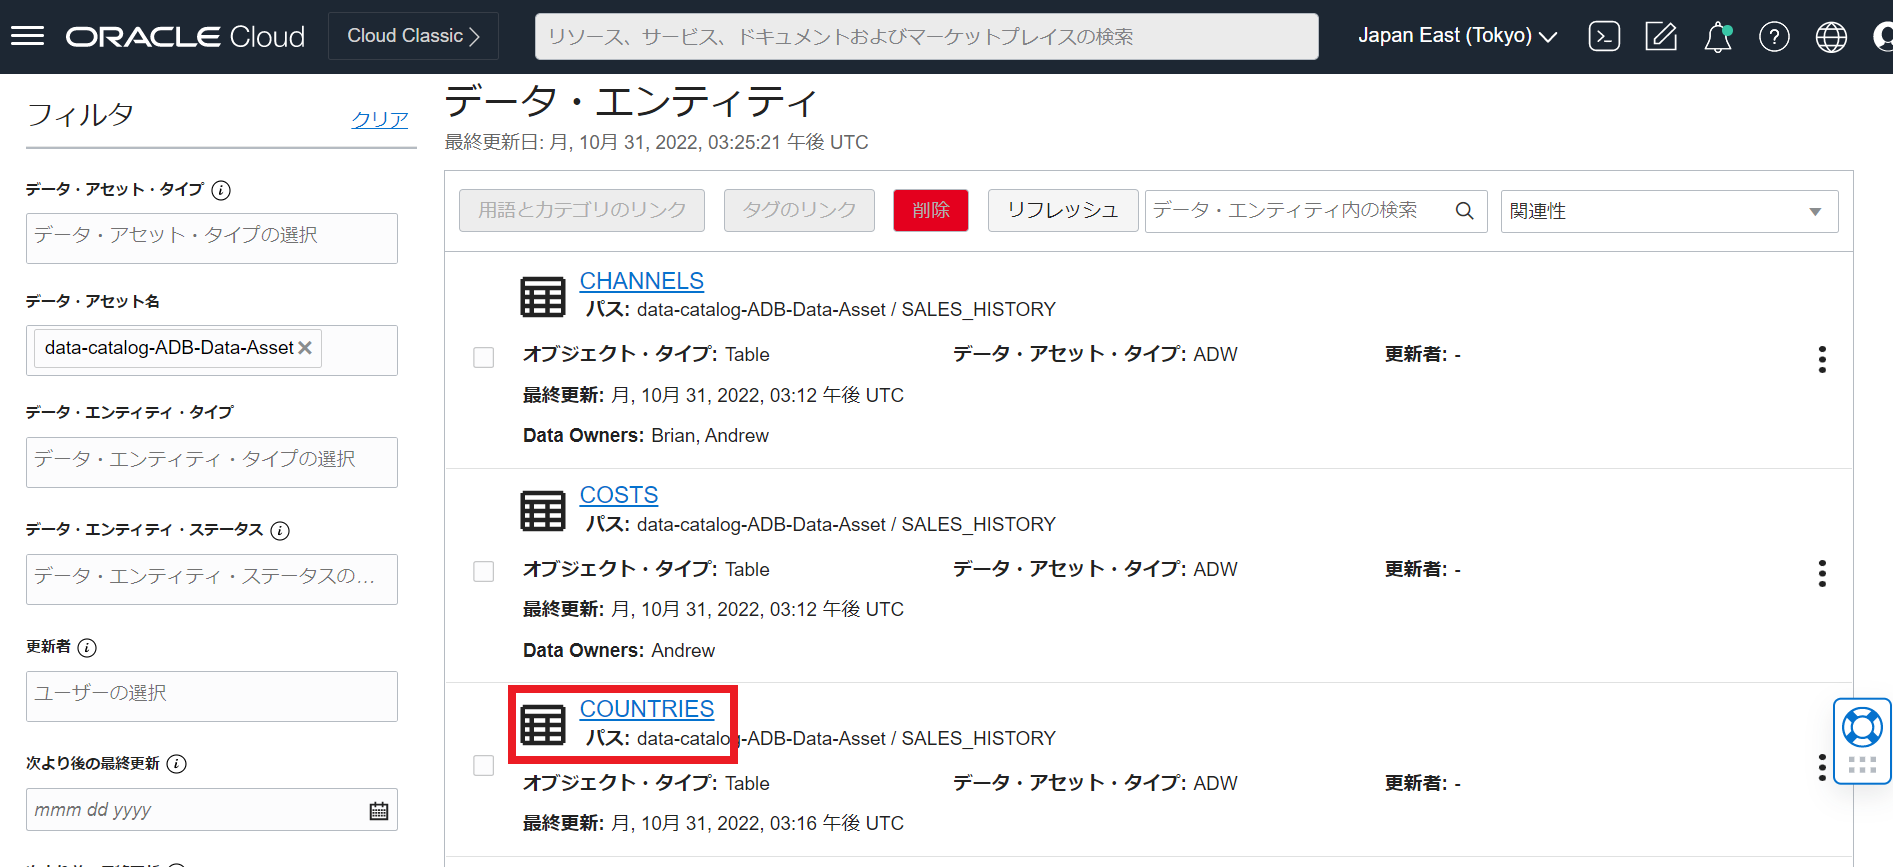 ORACLE Cloud
Cloud Classic
リソース、サービス、ドキュメントおよびマーケットプレイスの検索
Japan East (Tokyo)
フィルタ
クリア
データ・アセット・タイプ
データ・アセット・タイプの選択
データ・アセット名
data-catalog-ADB-Data-Asset
データ・エンティティ・タイプ
データ・エンティティ・タイプの選択
データ・エンティティ・ステータス
データ・エンティティ・ステータスの...
更新者
ユーザーの選択
次より後の最終更新
mmm dd yyyy
データ・エンティティ
最終更新日: 月, 10月 31, 2022, 03:25:21 午後 UTC
用語とカテゴリのリンク タグのリンク 削除 リフレッシュ データ・エンティティ内の検索 関連性
CHANNELS
パス: data-catalog-ADB-Data-Asset / SALES_HISTORY
オブジェクト・タイプ: Table データ・アセット・タイプ: ADW 更新者: -
最終更新: 月, 10月 31, 2022, 03:12 午後 UTC
Data Owners: Brian, Andrew
COSTS
パス: data-catalog-ADB-Data-Asset / SALES_HISTORY
オブジェクト・タイプ: Table データ・アセット・タイプ: ADW 更新者: -
最終更新: 月, 10月 31, 2022, 03:12 午後 UTC
Data Owners: Andrew
COUNTRIES
パス: data-catalog-ADB-Data-Asset / SALES_HISTORY
オブジェクト・タイプ: Table データ・アセット・タイプ: ADW 更新者: -
最終更新: 月, 10月 31, 2022, 03:16 午後 UTC